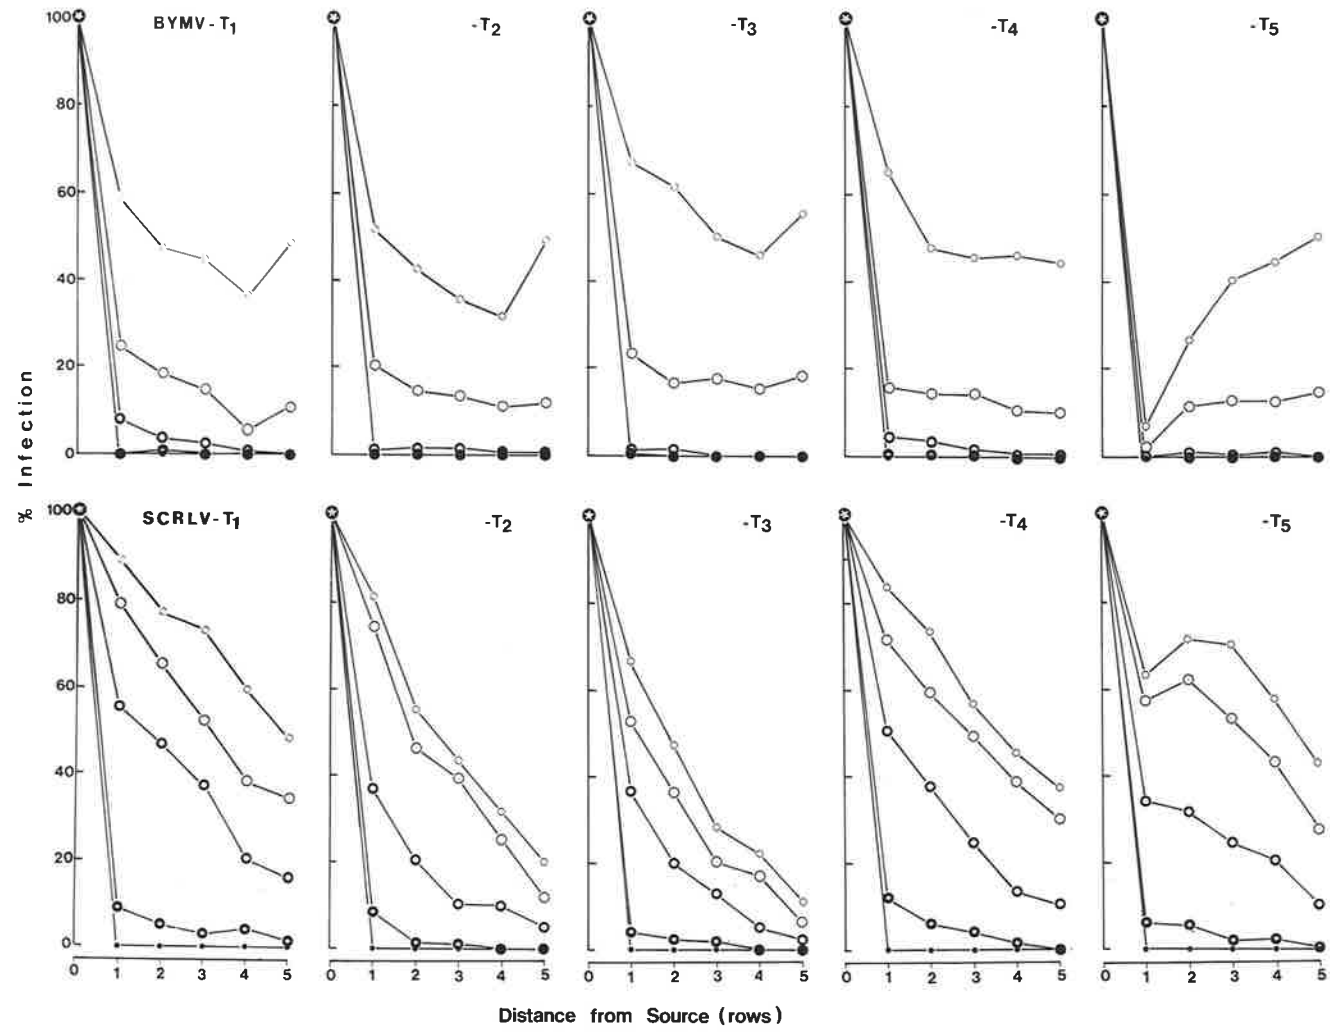 BYMV-T1 -T2 -T3 -T4 -T5
100
80
60
40
20
0
% Infection
SCRLV-T1 -T2 -T3 -T4 -T5
100
80
60
40
20
0
0 1 2 3 4 5 0 1 2 3 4 5 0 1 2 3 4 5 0 1 2 3 4 5 0 1 2 3 4 5
Distance from Source (rows)